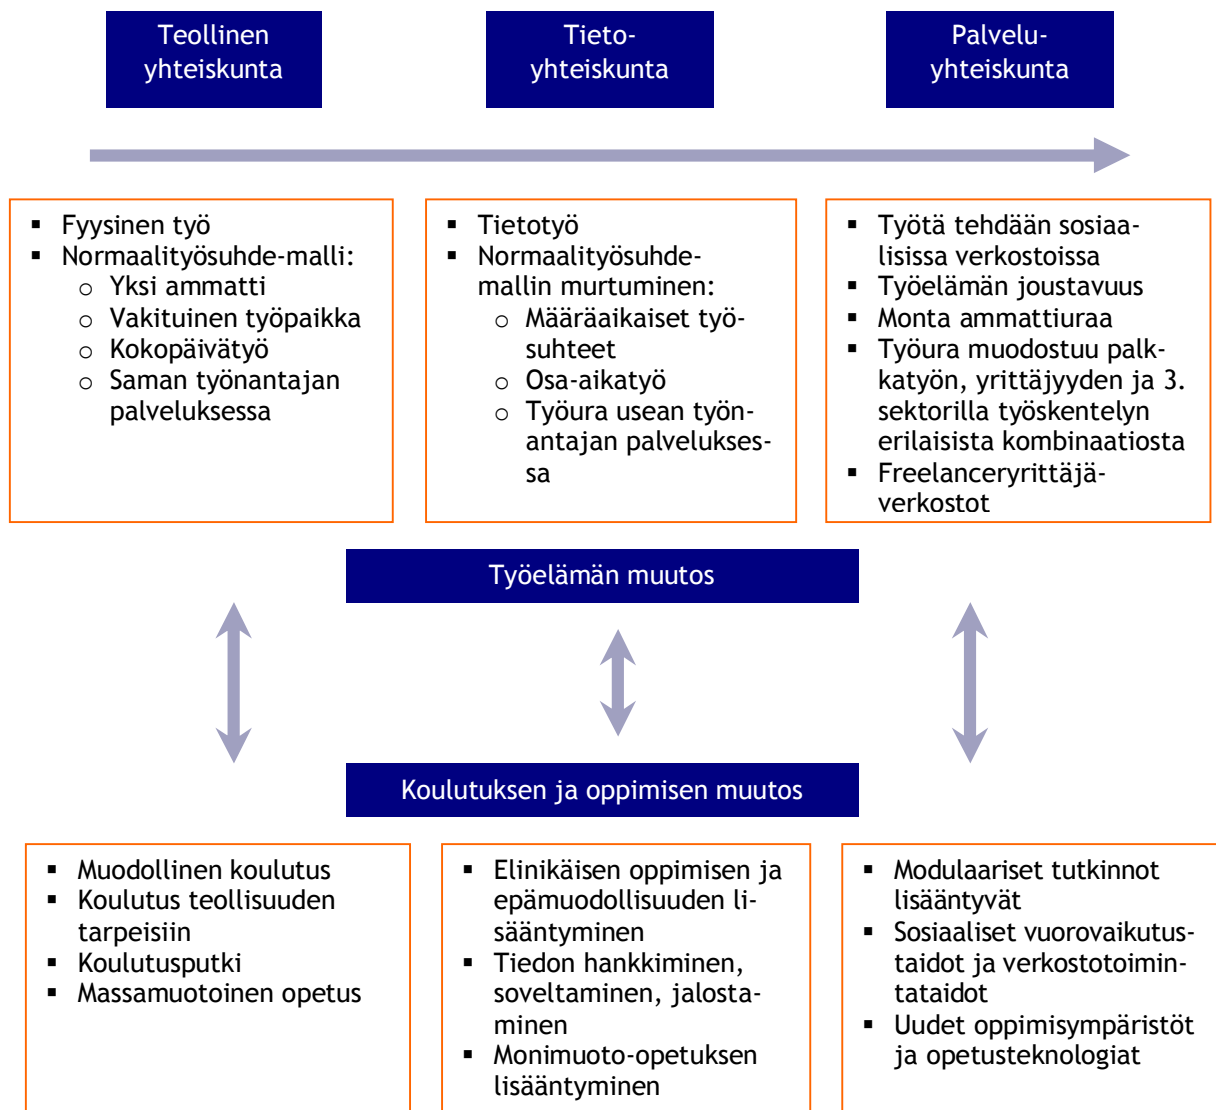 Teollinen
yhteiskunta
Tieto-
yhteiskunta
Palvelu-
yhteiskunta
▪ Fyysinen työ
▪ Normaalityösuhde-malli:
o Yksi ammatti
o Vakituinen työpaikka
o Kokopäivätyö
o Saman työnantajan
palveluksessa
▪ Tietotyö
▪ Normaalityösuhde-
mallin murtuminen:
o Määräaikaiset työ-
suhteet
o Osa-aikatyö
o Työura usean työn-
antajan palvelukses-
sa
▪ Työtä tehdään sosiaa-
lisissa verkostoissa
▪ Työelämän joustavuus
▪ Monta ammattiuraa
▪ Työura muodostuu palk-
katyön, yrittäjyyden ja 3.
sektorilla työskentelyn
erilaisista kombinaatiosta
▪ Freelanceryrittäjä-
verkostot
Työelämän muutos
Koulutuksen ja oppimisen muutos
▪ Muodollinen koulutus
▪ Koulutus teollisuuden
tarpeisiin
▪ Koulutusputki
▪ Massamuotoinen opetus
▪ Elinikäisen oppimisen ja
epämuodollisuuden li-
sääntyminen
▪ Tiedon hankkiminen,
soveltaminen, jalosta-
minen
▪ Monimuoto-opetuksen
lisääntyminen
▪ Modulaariset tutkinnot
lisääntyvät
▪ Sosiaaliset vuorovaikutus-
taidot ja verkostotoimin-
tataidot
▪ Uudet oppimisympäristöt
ja opetusteknologiat